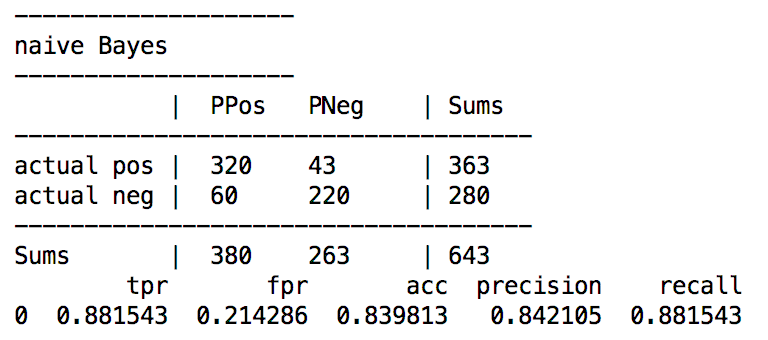 --------------------
naive Bayes
--------------------
           |  PPos   PNeg    | Sums
-------------------------------------
actual pos |  320    43      | 363
actual neg |  60     220     | 280
-------------------------------------
Sums       |  380    263     | 643
        tpr       fpr       acc  precision    recall
0  0.881543  0.214286  0.839813   0.842105  0.881543